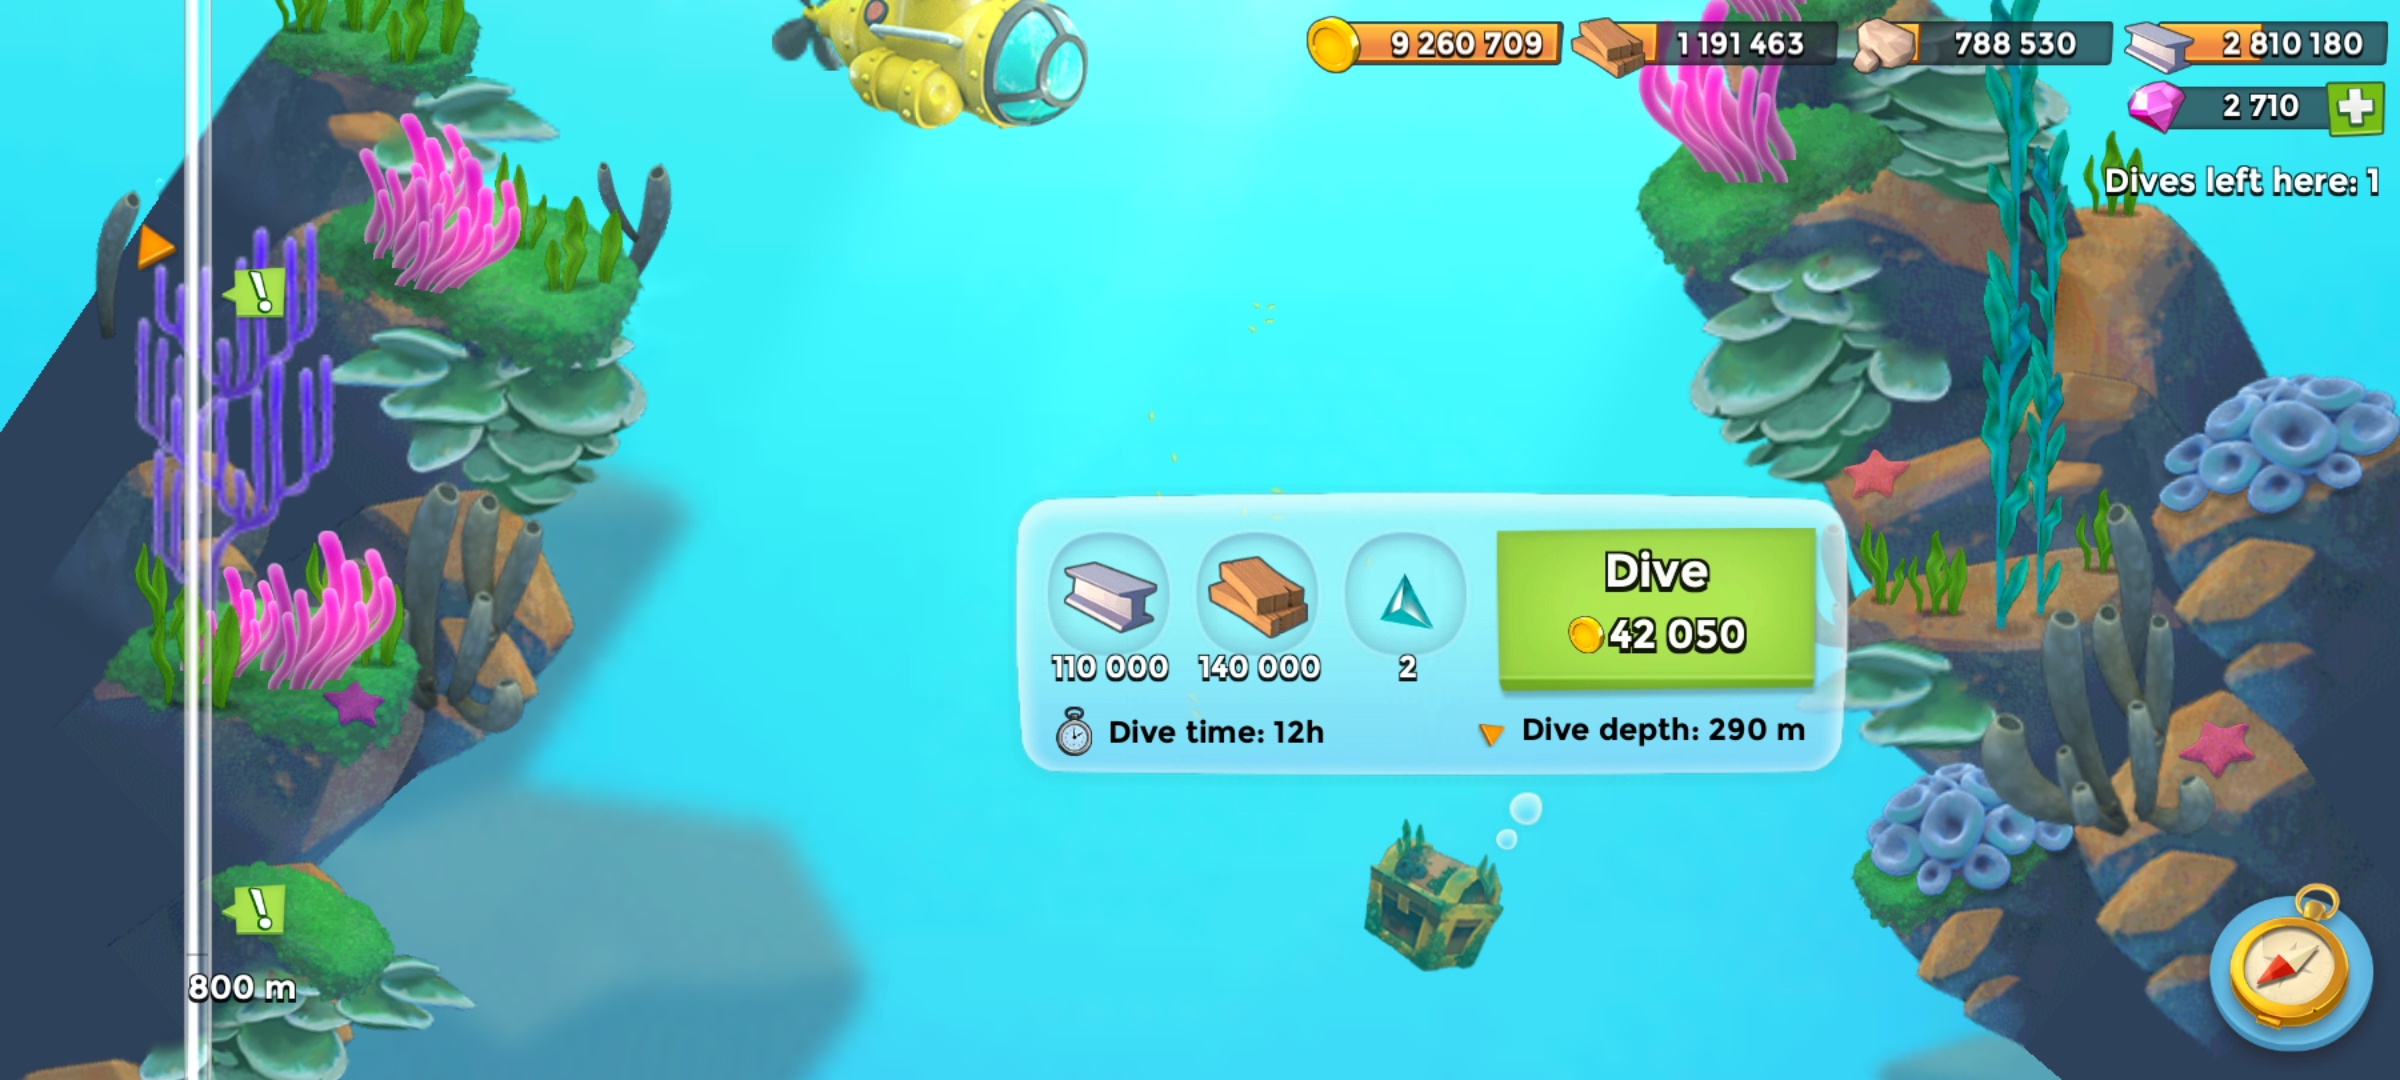 9 260 709
1 191 463
788 530
2 810 180
2 710
Dives left here: 1
!
Dive
42 050
110 000
140 000
2
Dive time: 12h
Dive depth: 290 m
!
800 m